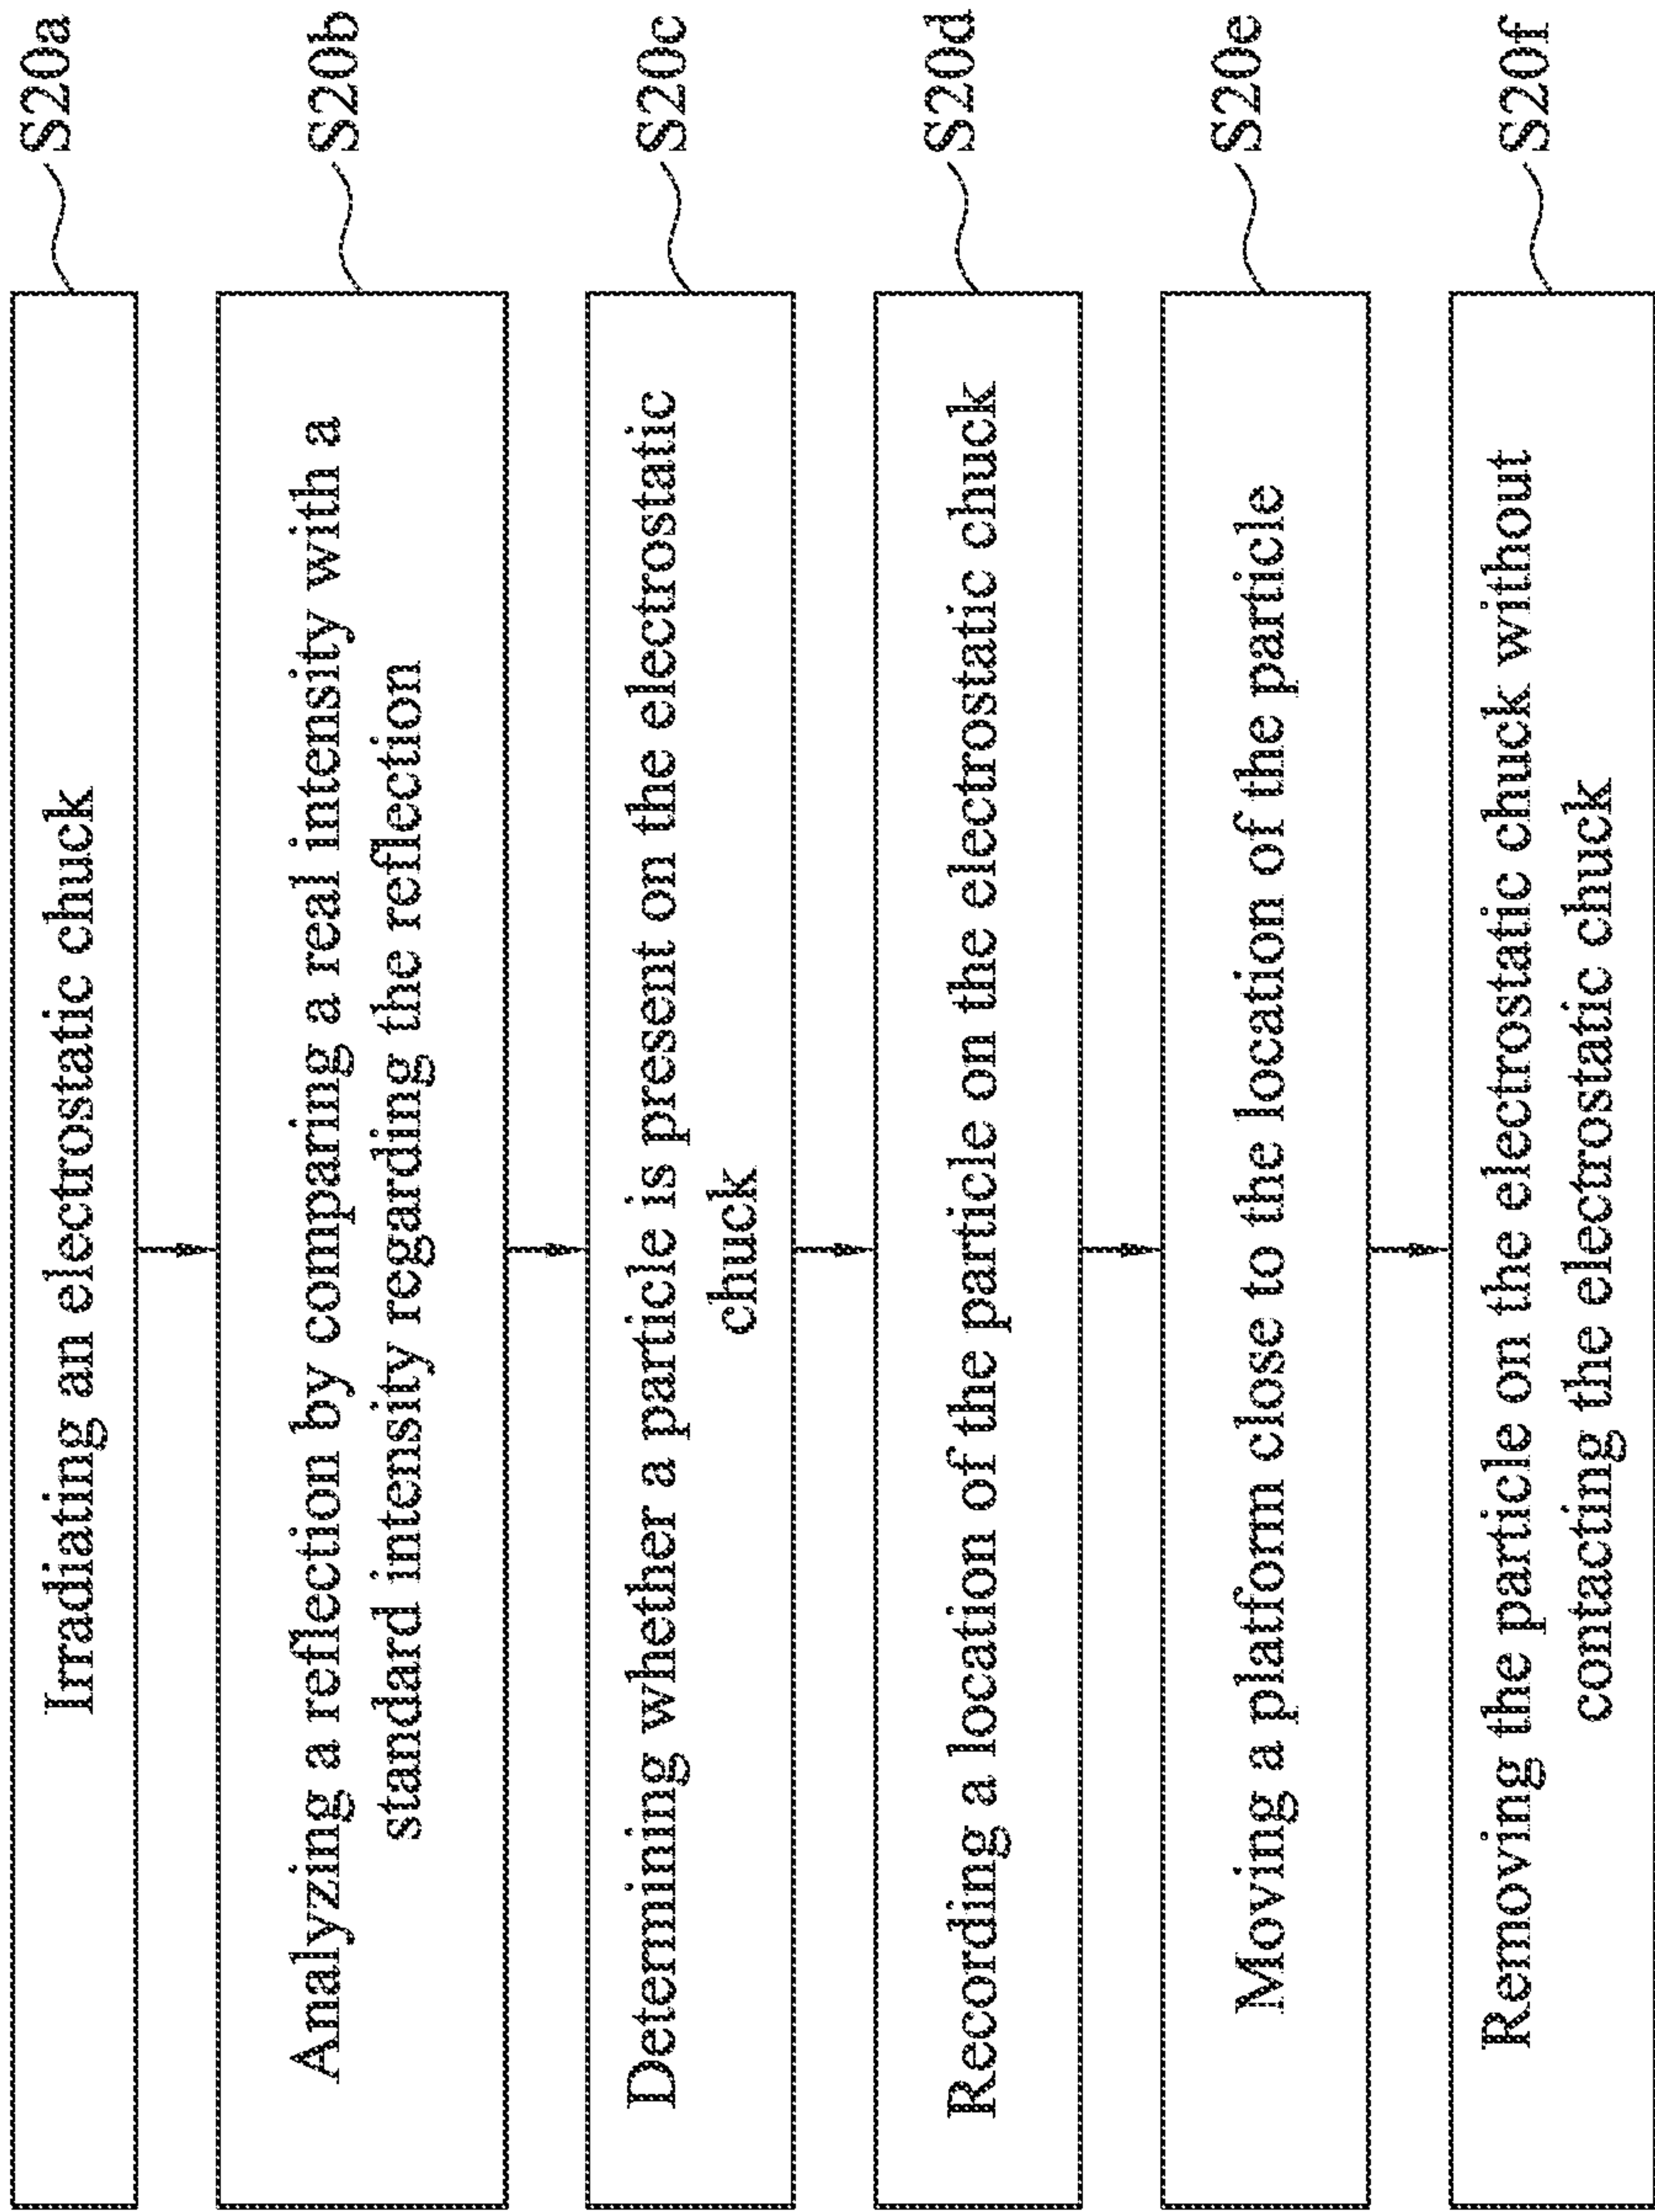 Irradiating an electrostatic chuck
S20a
Analyzing a reflection by comparing a real intensity with a
standard intensity regarding the reflection
S20b
Determining whether a particle is present on the electrostatic
chuck
S20c
Recording a location of the particle on the electrostatic chuck
S20d
Moving a platform close to the location of the particle
S20e
Removing the particle on the electrostatic chuck without
contacting the electrostatic chuck
S20f